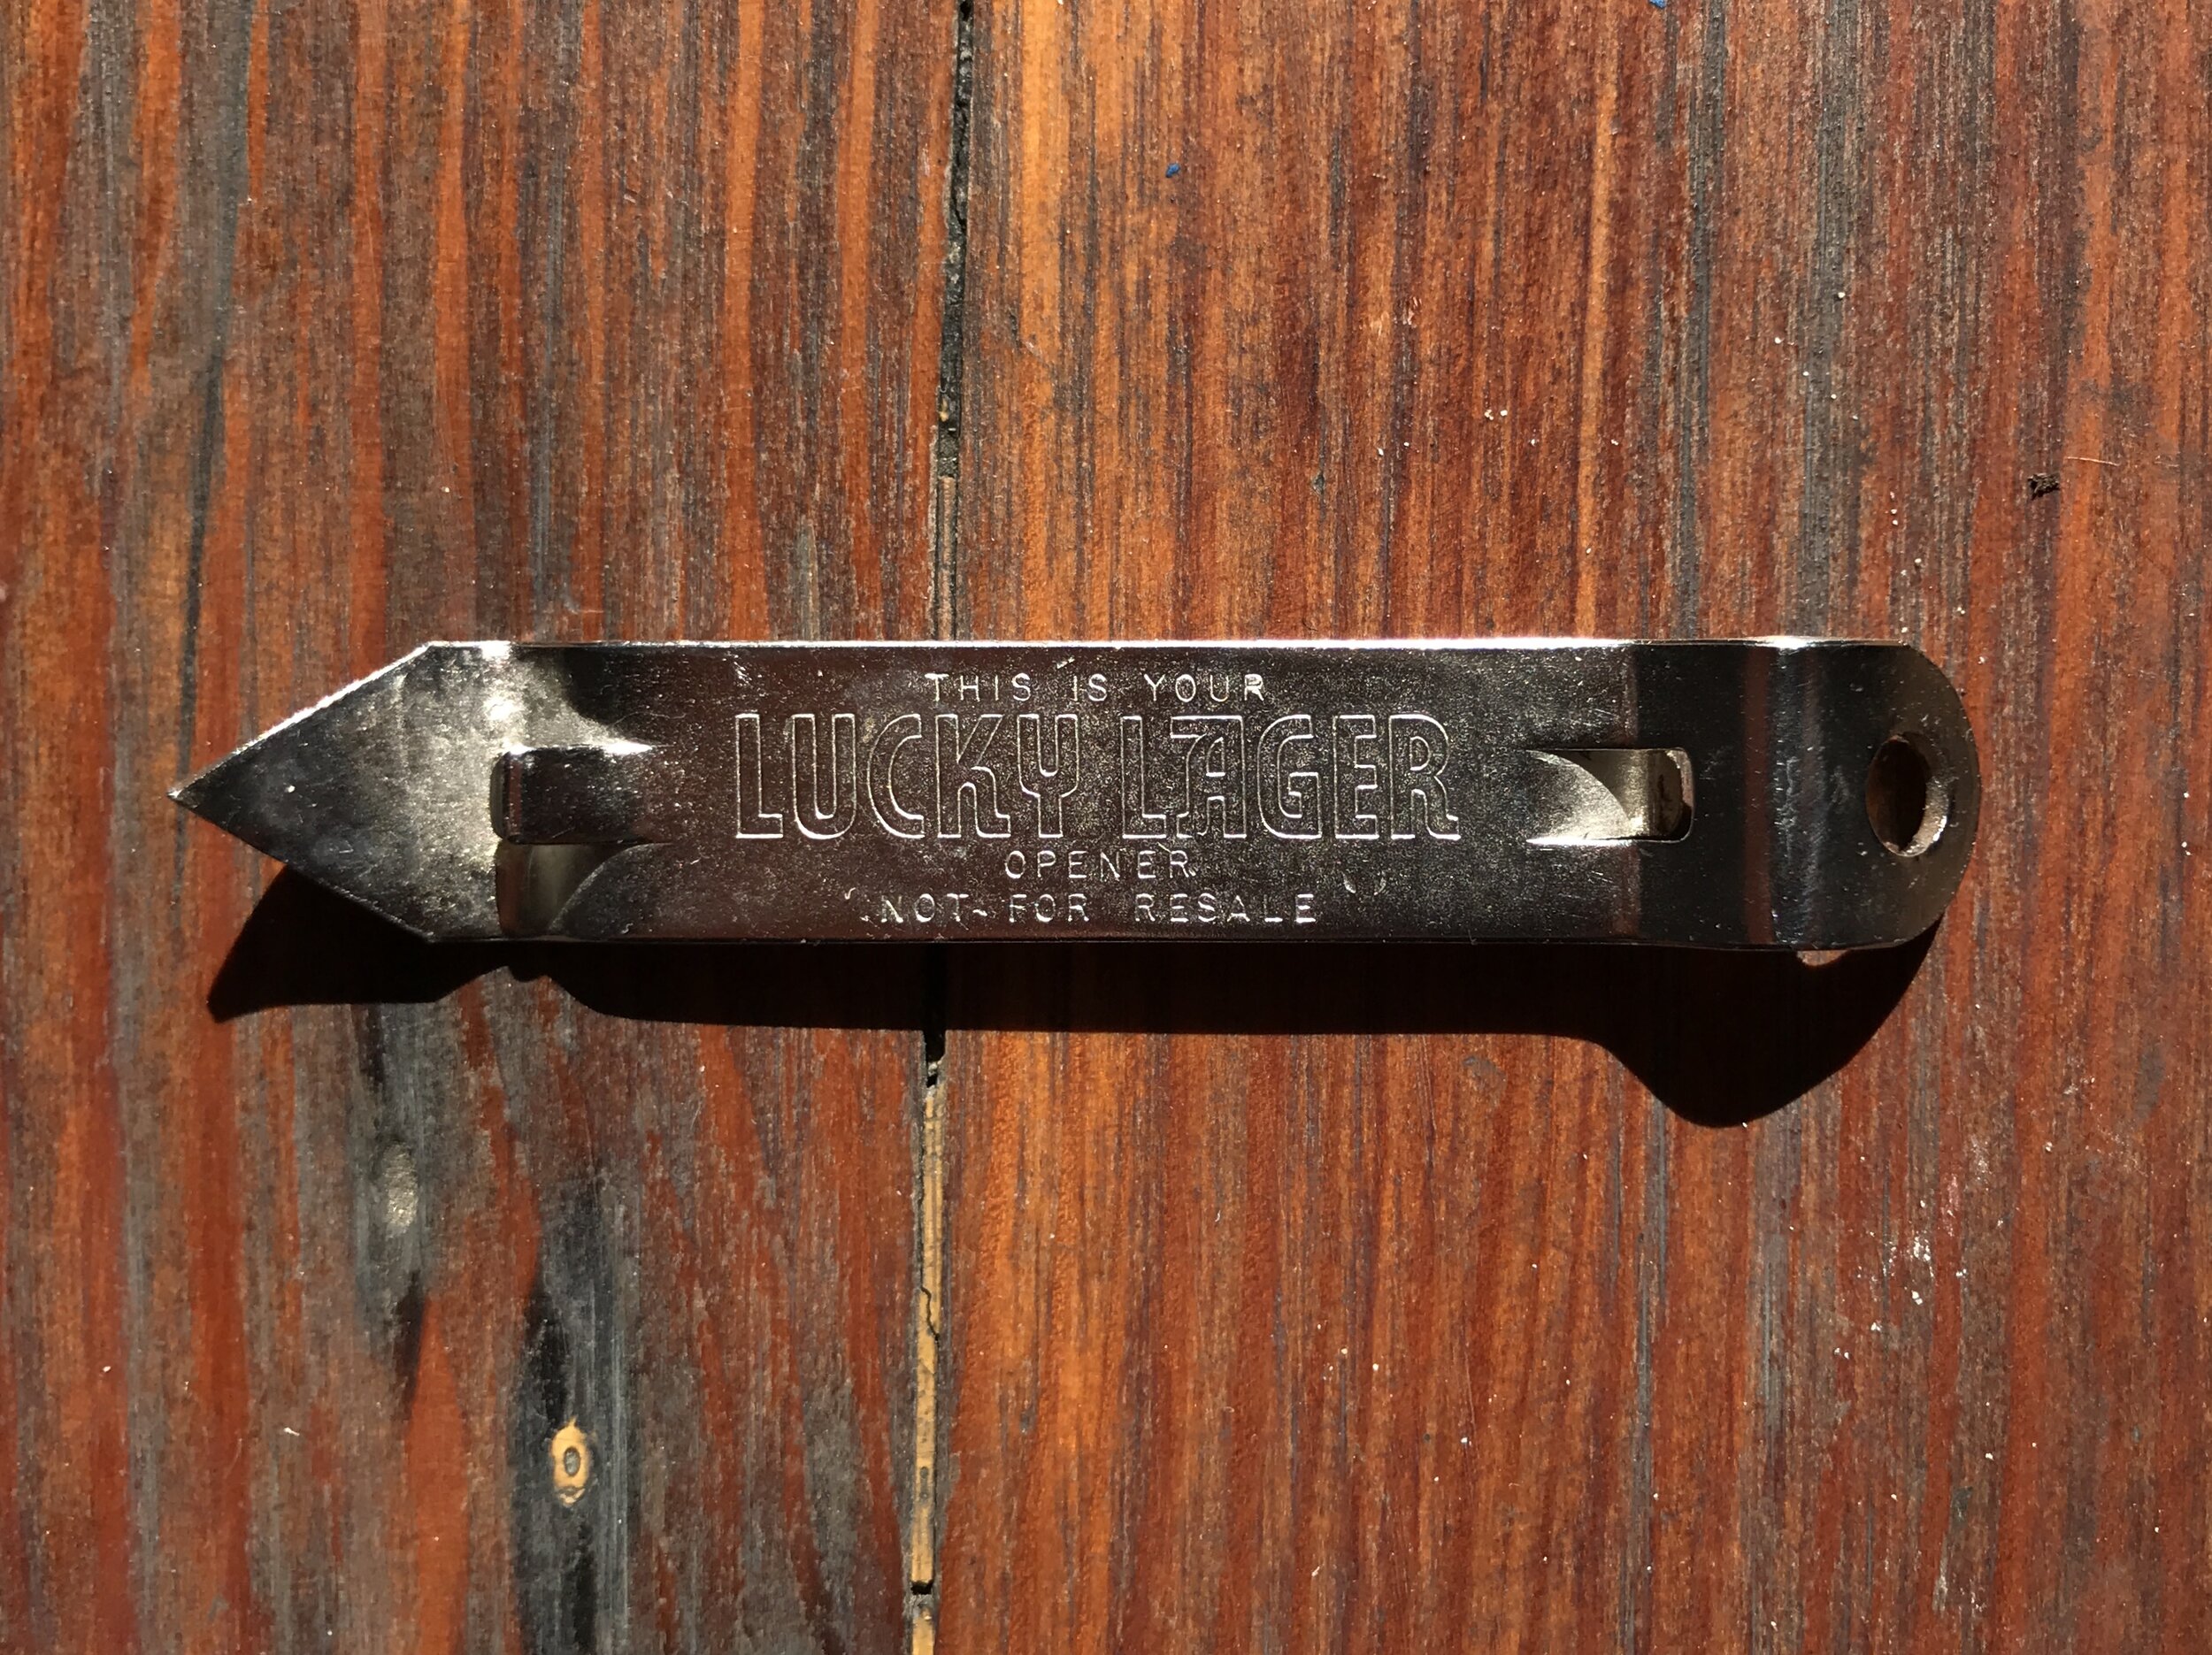 THIS IS YOUR
LUCKY LAGER
OPENER
NOT FOR RESALE